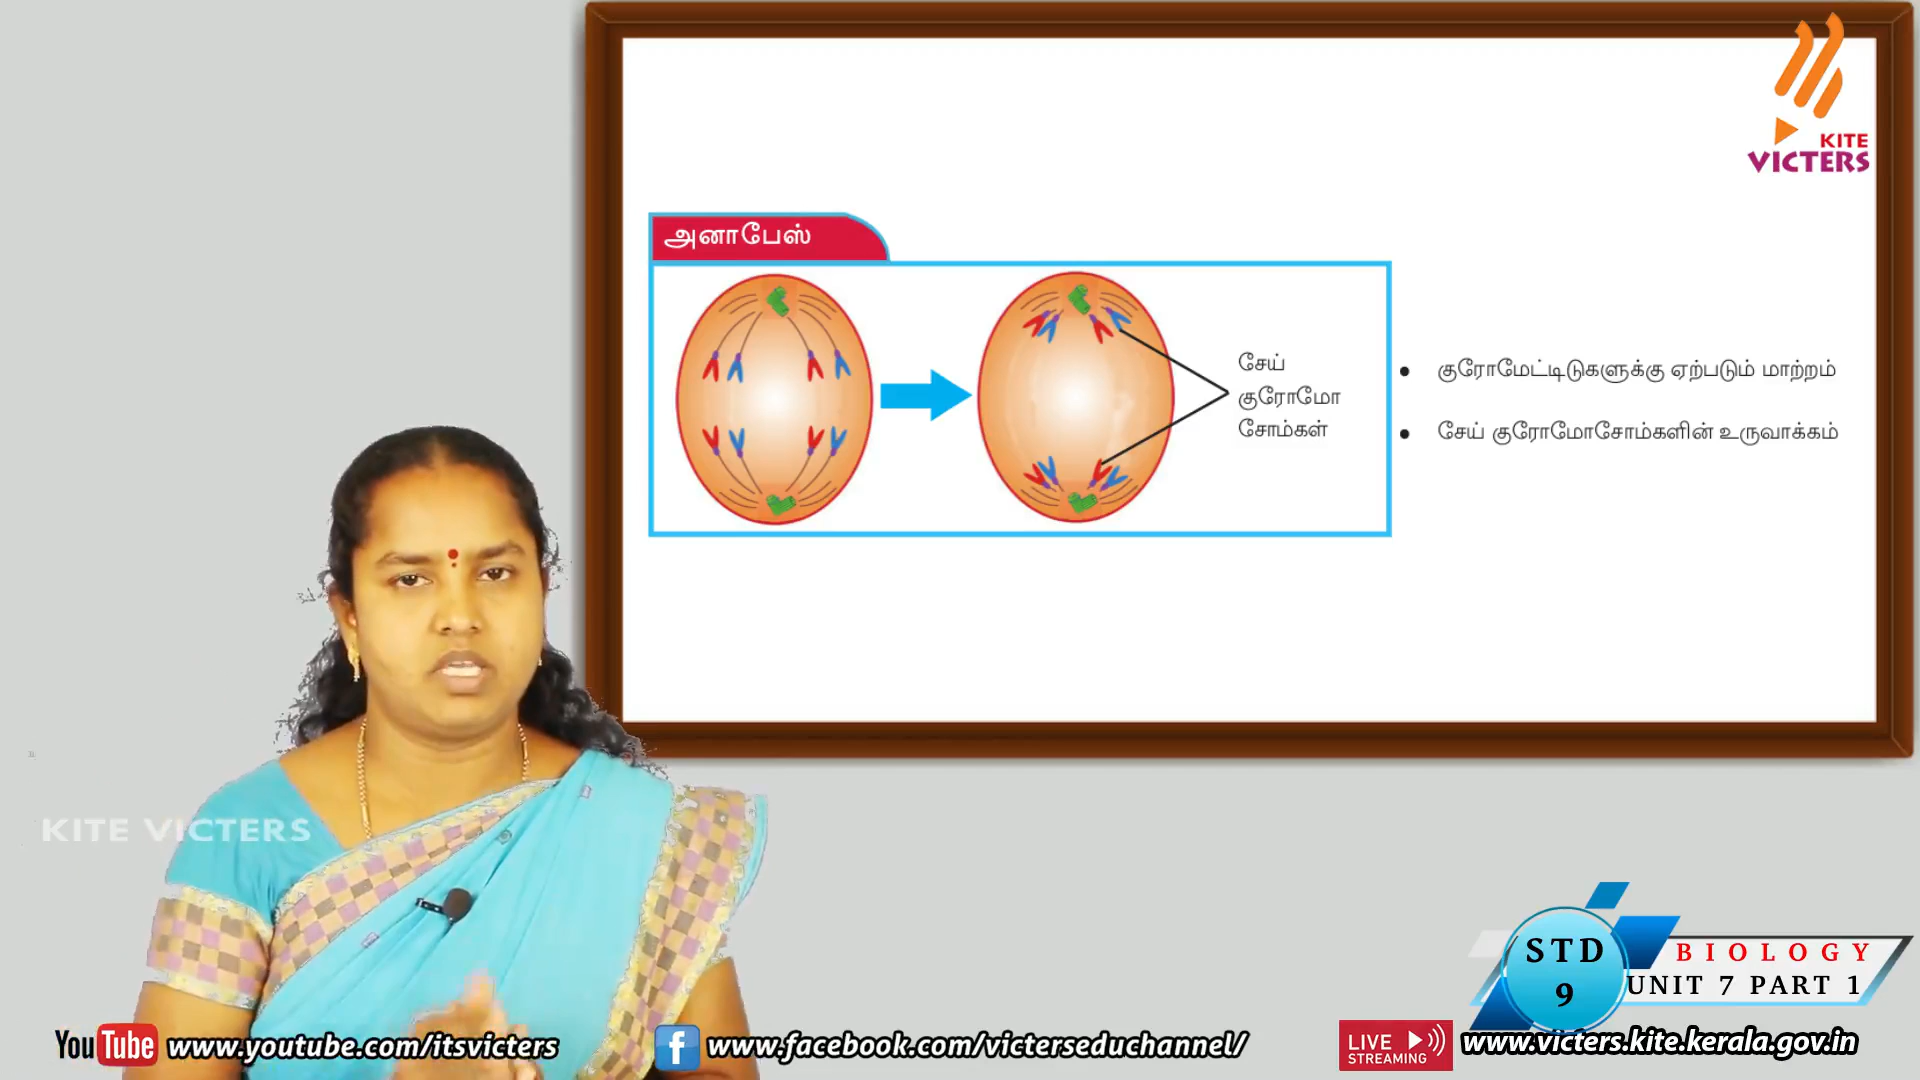 KITE
VICTERS
அனாபேஸ்
சேய்
குரோமோ
சோம்கள்
• குரோமேட்டிடுகளுக்கு ஏற்படும் மாற்றம்
• சேய் குரோமோசோம்களின் உருவாக்கம்
KITE VICTERS
STD
9
BIOLOGY
UNIT 7 PART 1
YouTube www.youtube.com/itsvicters
f www.facebook.com/victerseduchannel/
LIVE
STREAMING
www.victers.kite.kerala.gov.in